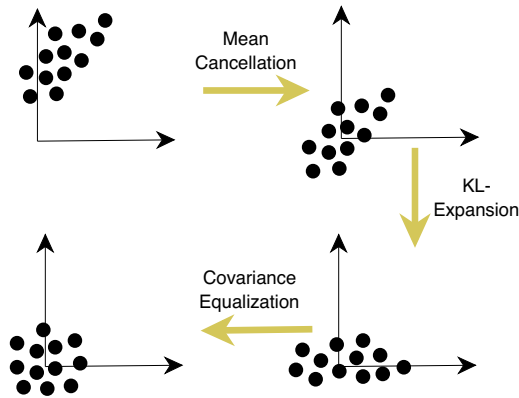 Mean
Cancellation
KL-
Expansion
Covariance
Equalization